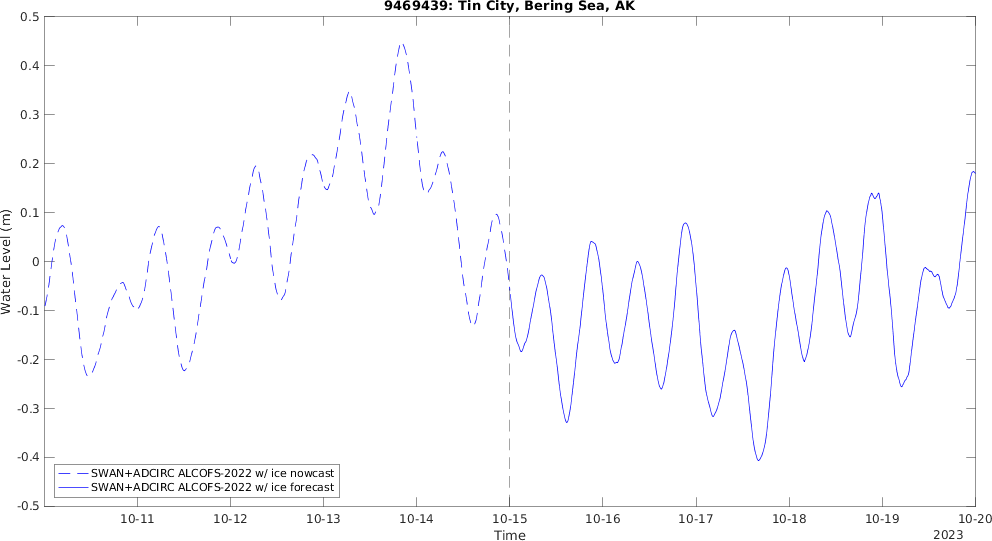 9469439: Tin City, Bering Sea, AK
0.5
0.4
0.3
0.2
0.1
0
-0.1
-0.2
-0.3
-0.4
-0.5
Water Level (m)
SWAN+ADCIRC ALCOFS-2022 w/ ice nowcast
SWAN+ADCIRC ALCOFS-2022 w/ ice forecast
10-11 10-12 10-13 10-14 10-15 10-16 10-17 10-18 10-19 10-20
Time
2023